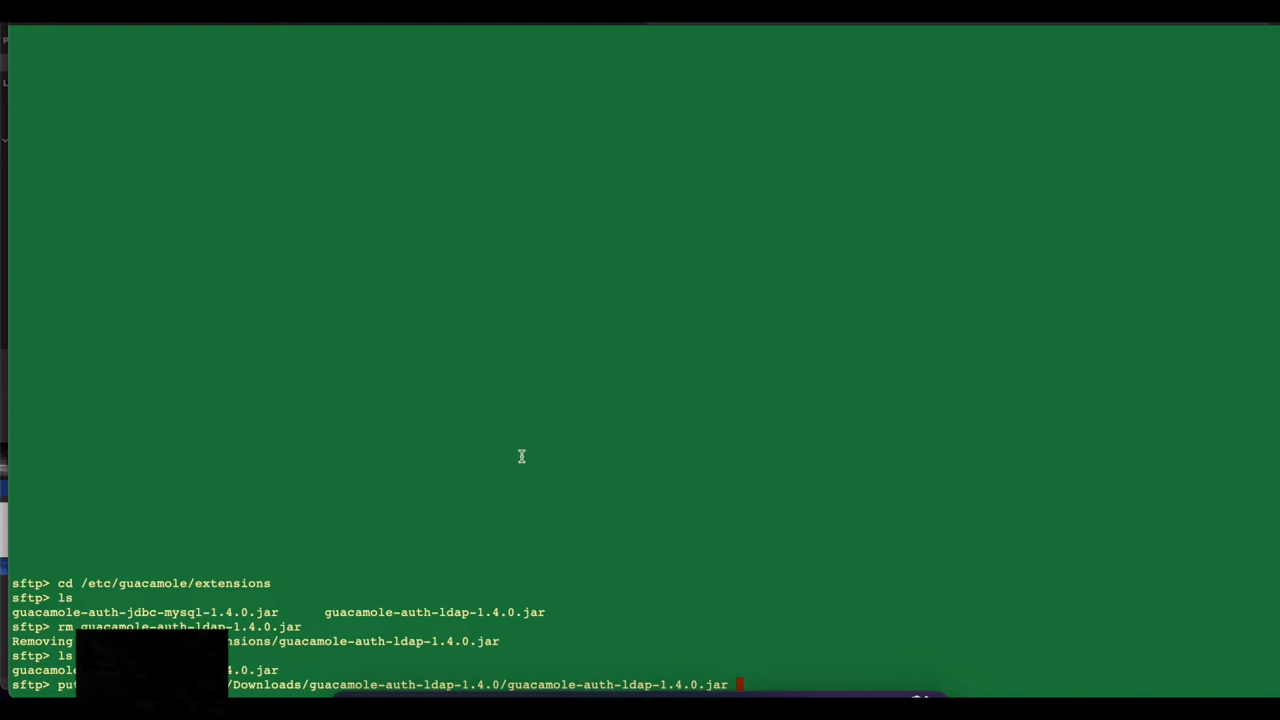 sftp> cd /etc/guacamole/extensions
sftp> ls
guacamole-auth-jdbc-mysql-1.4.0.jar guacamole-auth-ldap-1.4.0.jar
sftp> rm guacamole-auth-ldap-1.4.0.jar
Removing nsions/guacamole-auth-ldap-1.4.0.jar
sftp> ls
guacamole 4.0.jar
sftp> put /Downloads/guacamole-auth-ldap-1.4.0/guacamole-auth-ldap-1.4.0.jar